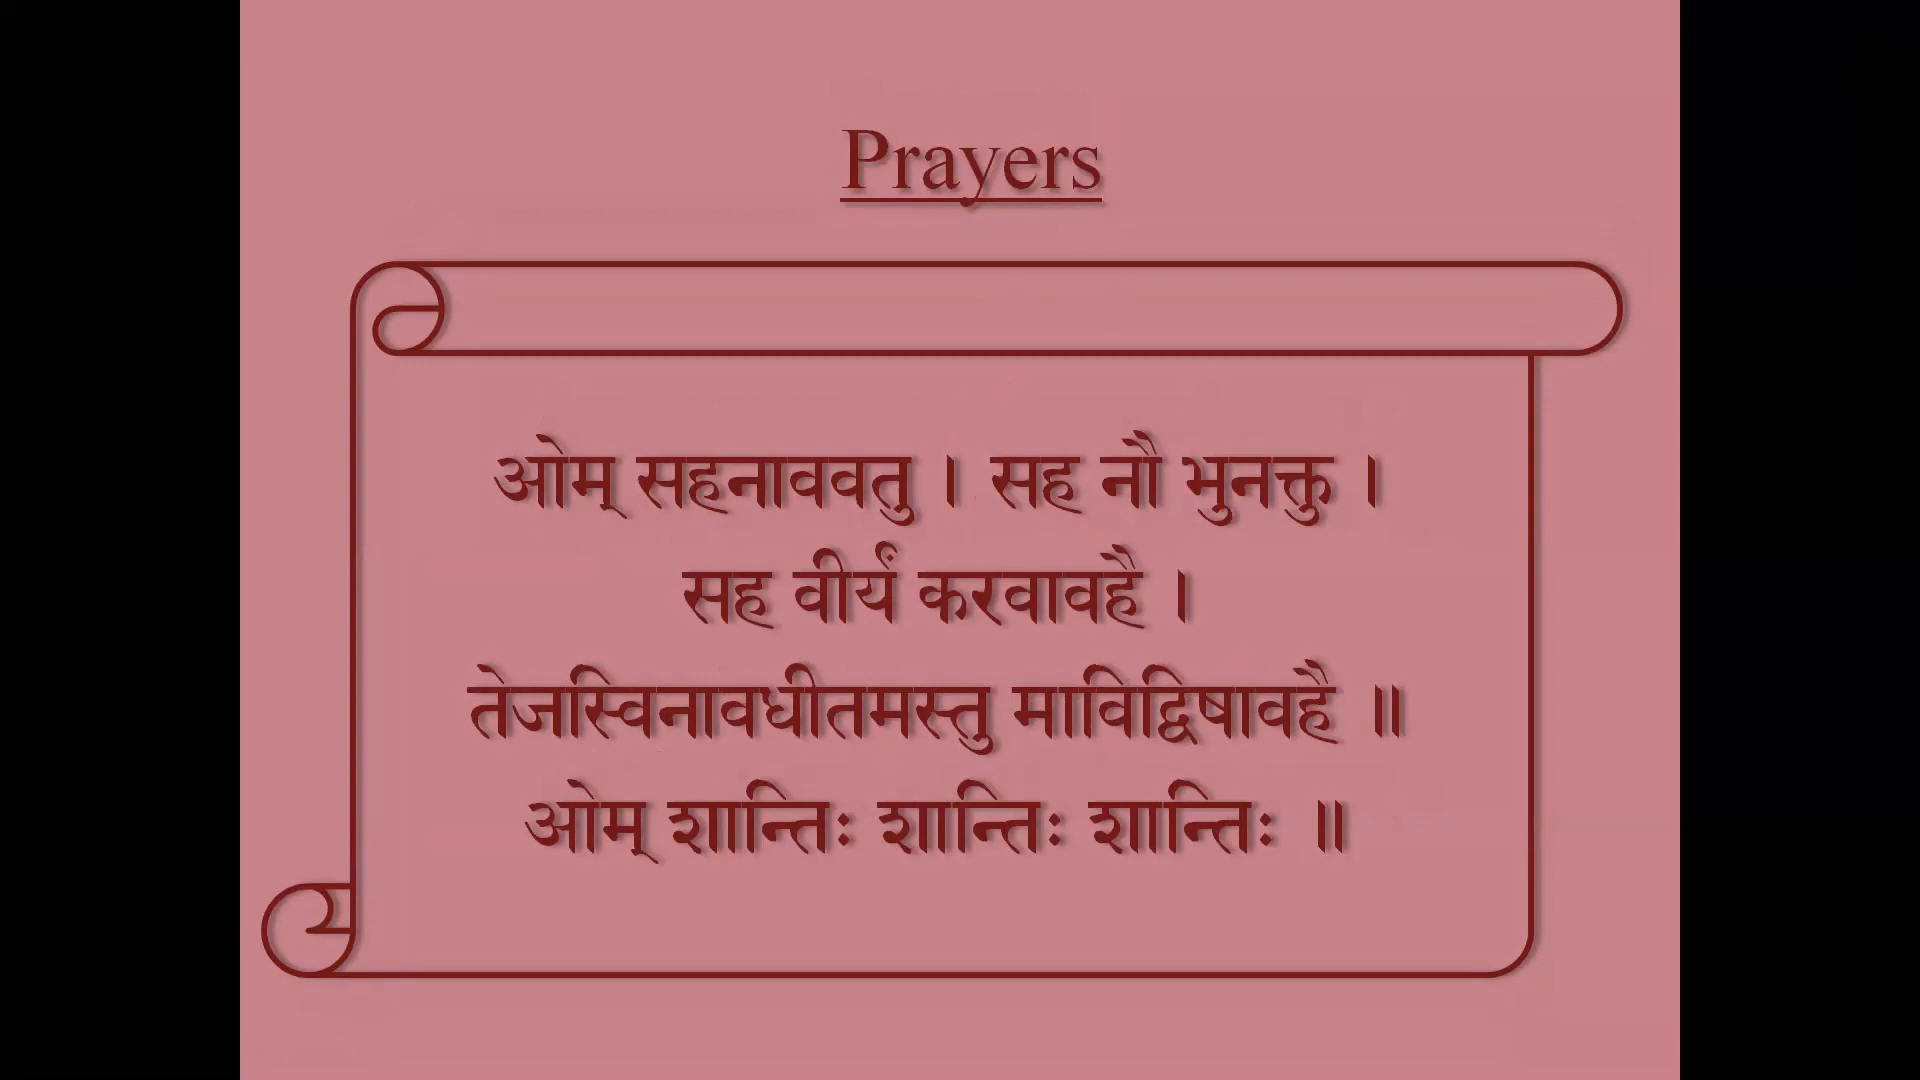 Prayers
ओम् सहनाववतु । सह नौ भुनक्तु ।
सह वीर्यं करवावहै ।
तेजस्विनावधीतमस्तु माविद्विषावहै ॥
ओम् शान्तिः शान्तिः शान्तिः ॥